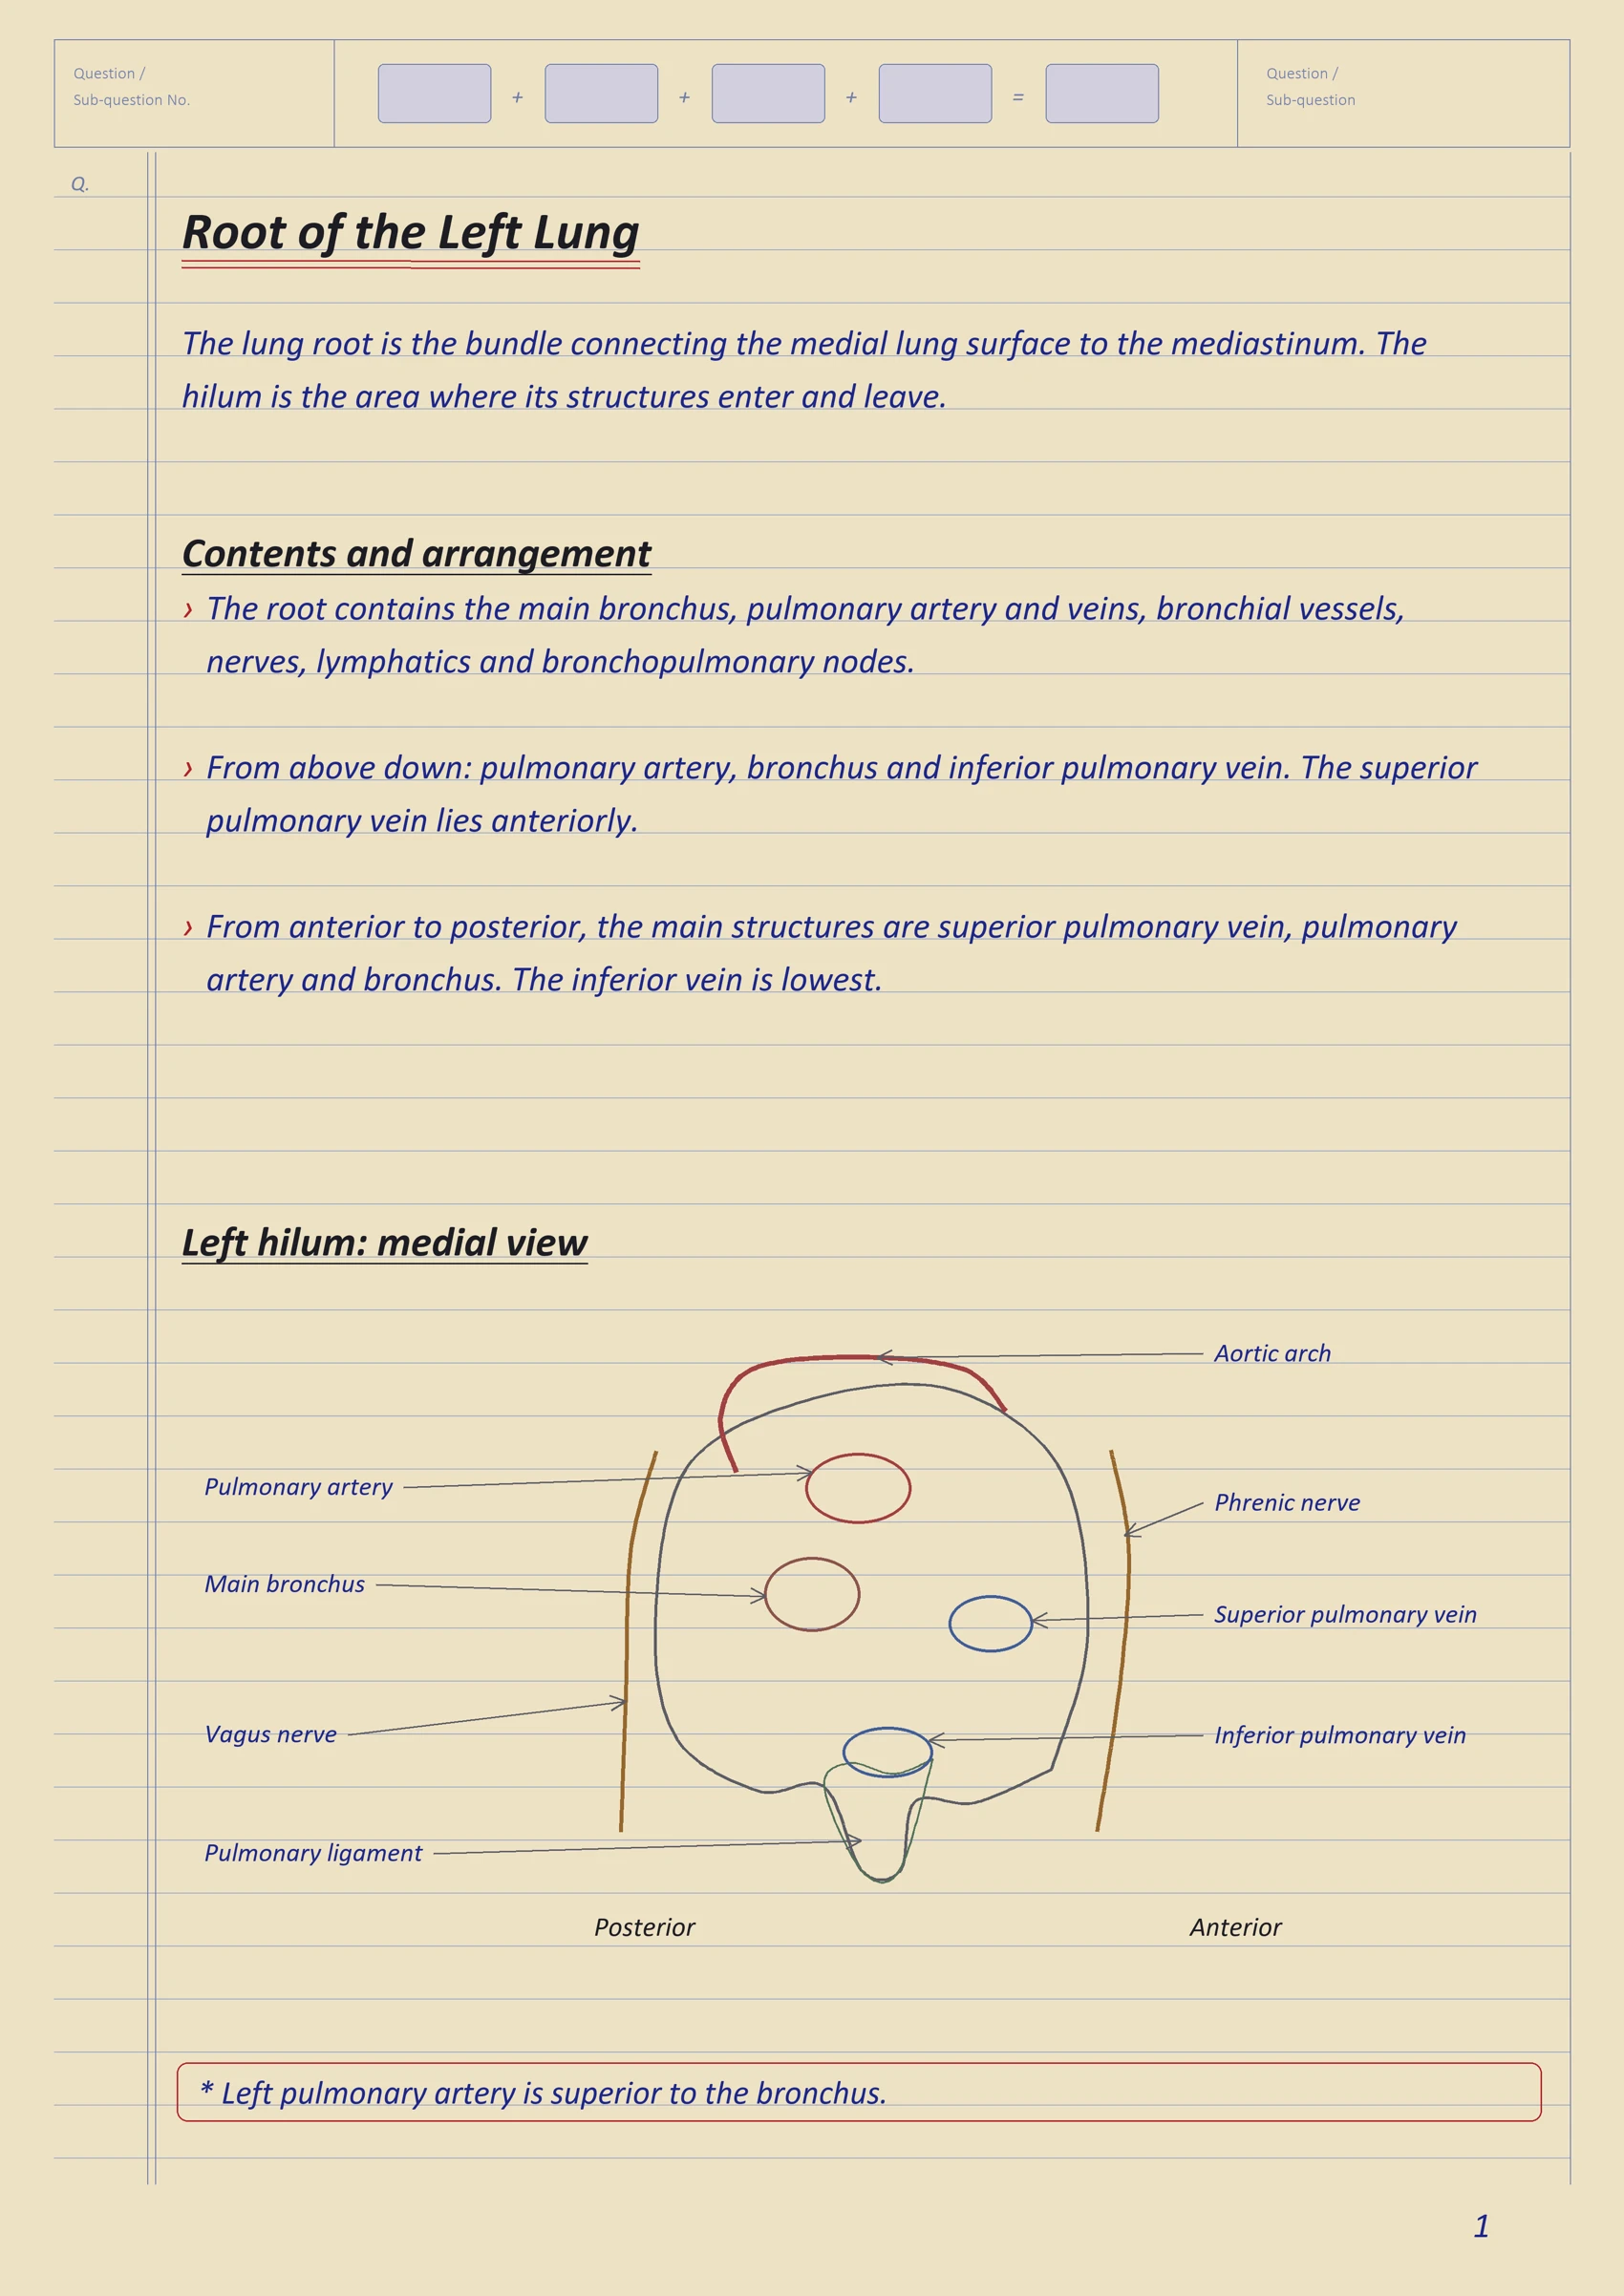 Question /
Sub-question No.
+ + + =
Question /
Sub-question
Q.
Root of the Left Lung
The lung root is the bundle connecting the medial lung surface to the mediastinum. The
hilum is the area where its structures enter and leave.
Contents and arrangement
› The root contains the main bronchus, pulmonary artery and veins, bronchial vessels,
nerves, lymphatics and bronchopulmonary nodes.
› From above down: pulmonary artery, bronchus and inferior pulmonary vein. The superior
pulmonary vein lies anteriorly.
› From anterior to posterior, the main structures are superior pulmonary vein, pulmonary
artery and bronchus. The inferior vein is lowest.
Left hilum: medial view
Aortic arch
Pulmonary artery
Phrenic nerve
Main bronchus
Superior pulmonary vein
Vagus nerve
Inferior pulmonary vein
Pulmonary ligament
Posterior
Anterior
* Left pulmonary artery is superior to the bronchus.
1